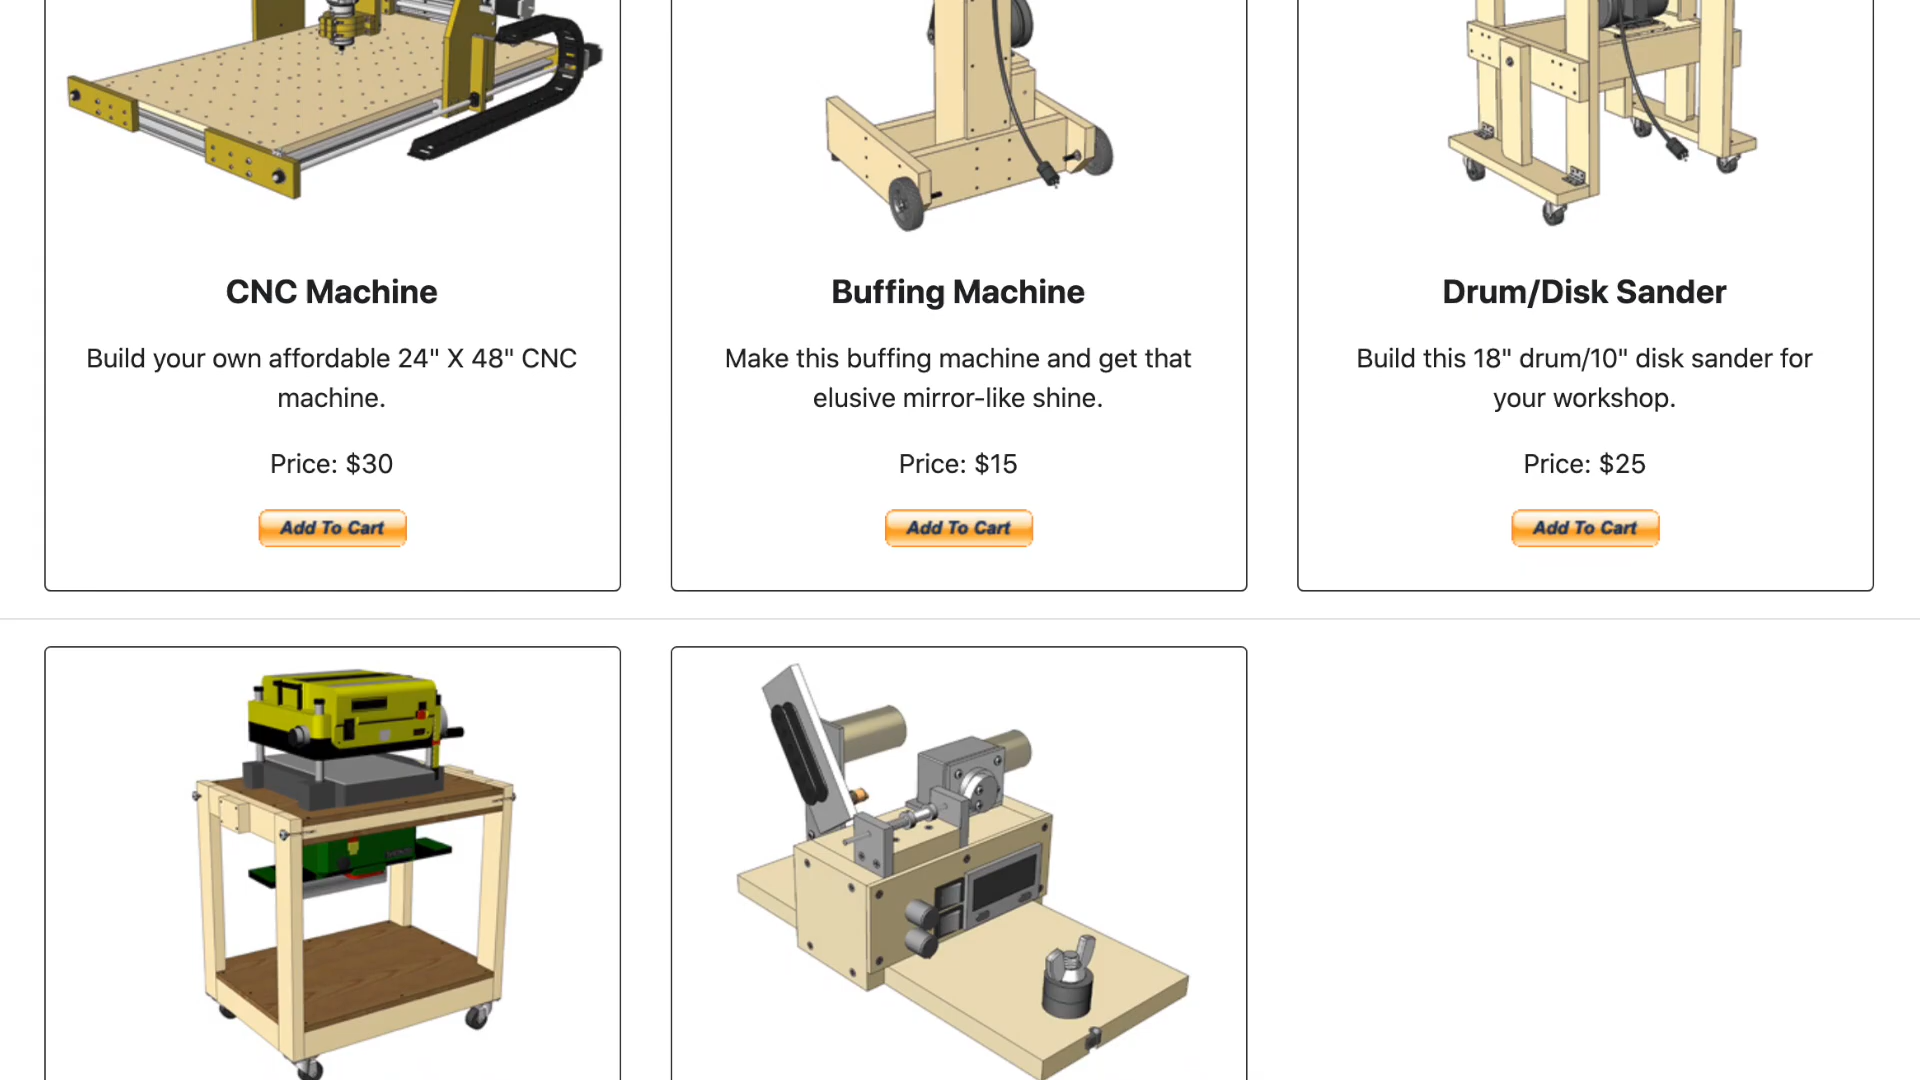 CNC Machine
Build your own affordable 24" X 48" CNC
machine.
Price: $30
Add To Cart
Buffing Machine
Make this buffing machine and get that
elusive mirror-like shine.
Price: $15
Add To Cart
Drum/Disk Sander
Build this 18" drum/10" disk sander for
your workshop.
Price: $25
Add To Cart